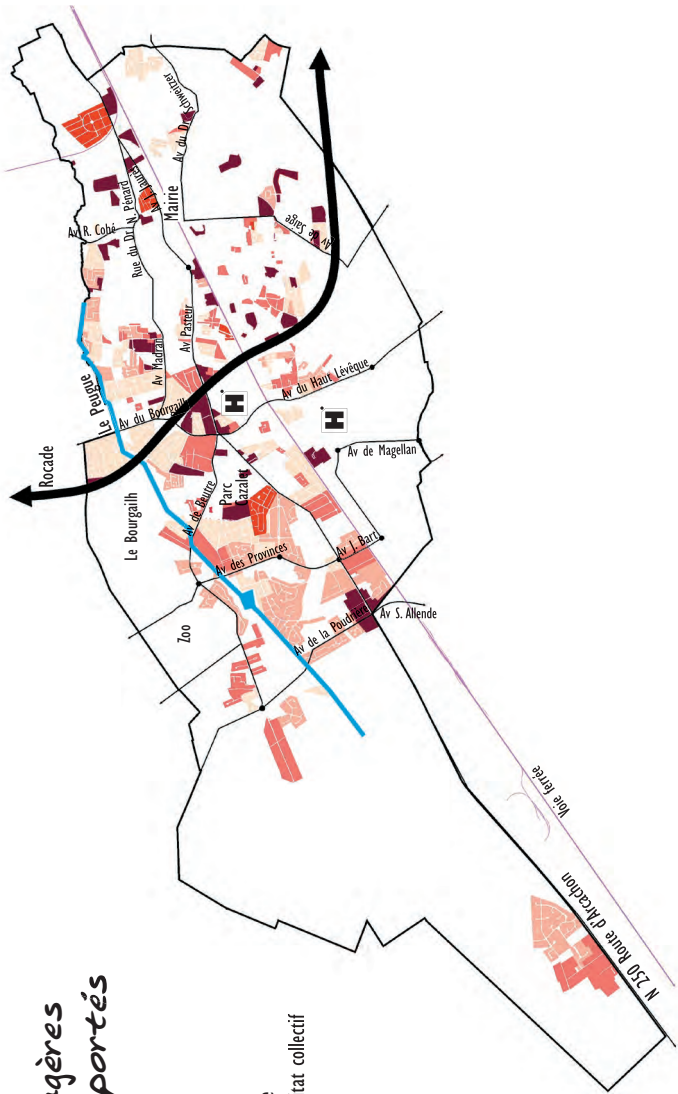 gères
portés
tat collectif
Rocade
Le Bourgailh
Zoo
Le Peugue
Av R. Cohé
Rue du Dr. N. Pénard
Av J. Jaurès
Mairie
Av du Dr Schweitzer
Av de Saige
Av Madran
Av Pasteur
Av du Bourgailh
H
H
Av du Haut Lévêque
Av de Magellan
Parc
Cazalet
Av de Beutre
Av des Provinces
Av J. Bart
Av de la Poudrière
Av S. Allende
Voie ferrée
N 250 Route d'Arcachon